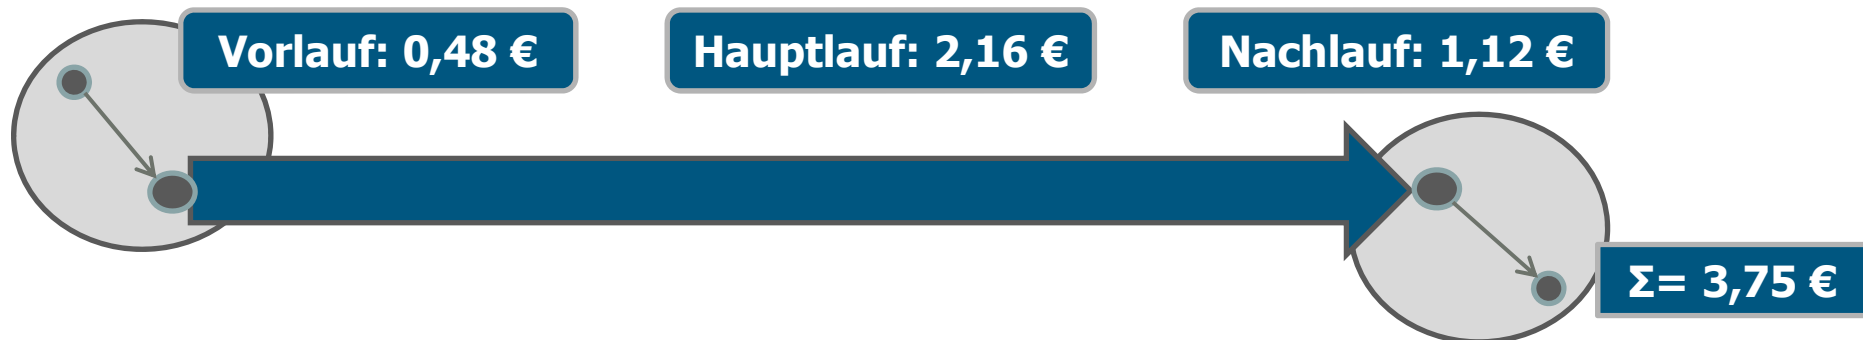 Vorlauf: 0,48 €
Hauptlauf: 2,16 €
Nachlauf: 1,12 €
Σ= 3,75 €